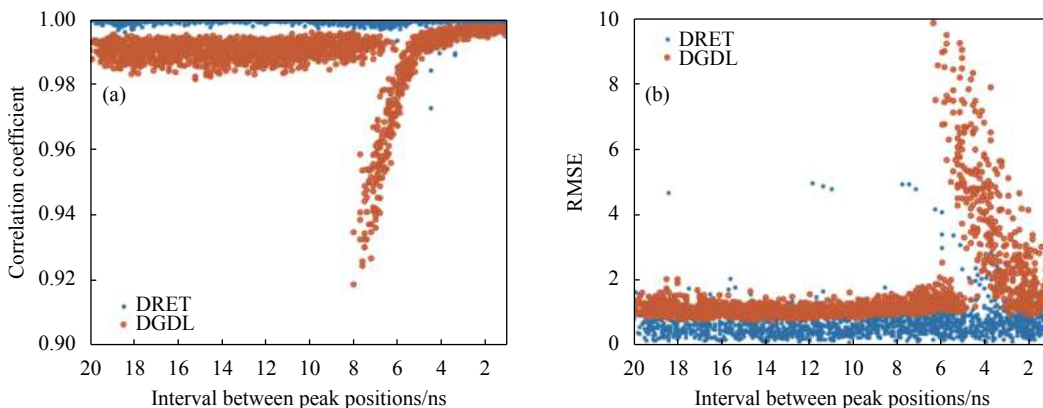 1.00
0.98
0.96
0.94
0.92
0.90
Correlation coefficient
(a)
DRET
DGDL
20 18 16 14 12 10 8 6 4 2
Interval between peak positions/ns
10
8
6
4
2
0
RMSE
(b)
DRET
DGDL
20 18 16 14 12 10 8 6 4 2
Interval between peak positions/ns